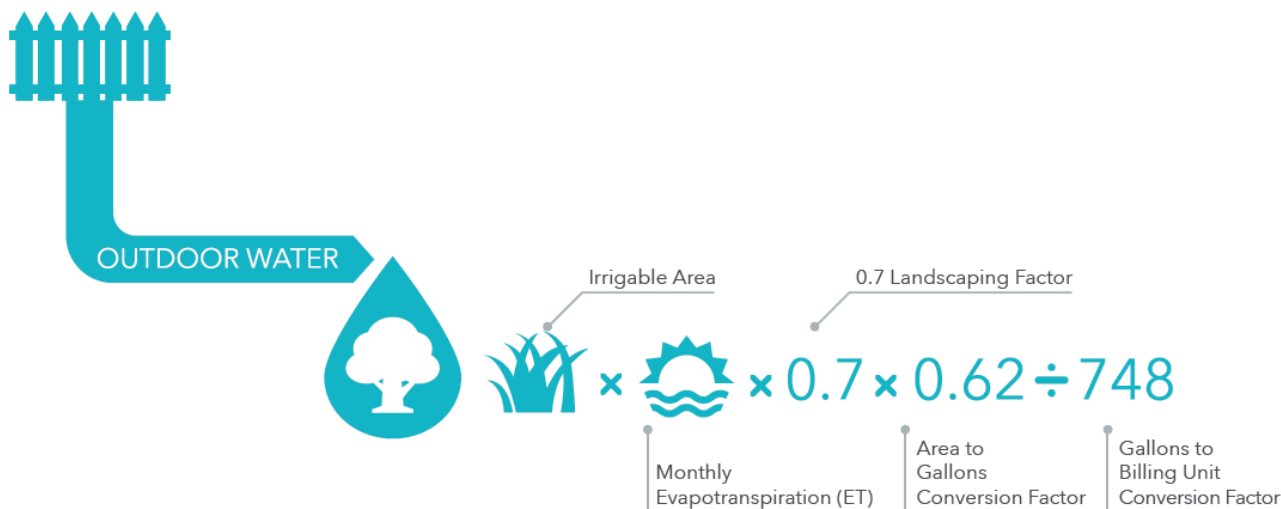 OUTDOOR WATER
Irrigable Area
0.7 Landscaping Factor
× × 0.7 × 0.62 ÷ 748
Monthly
Evapotranspiration (ET)
Area to
Gallons
Conversion Factor
Gallons to
Billing Unit
Conversion Factor